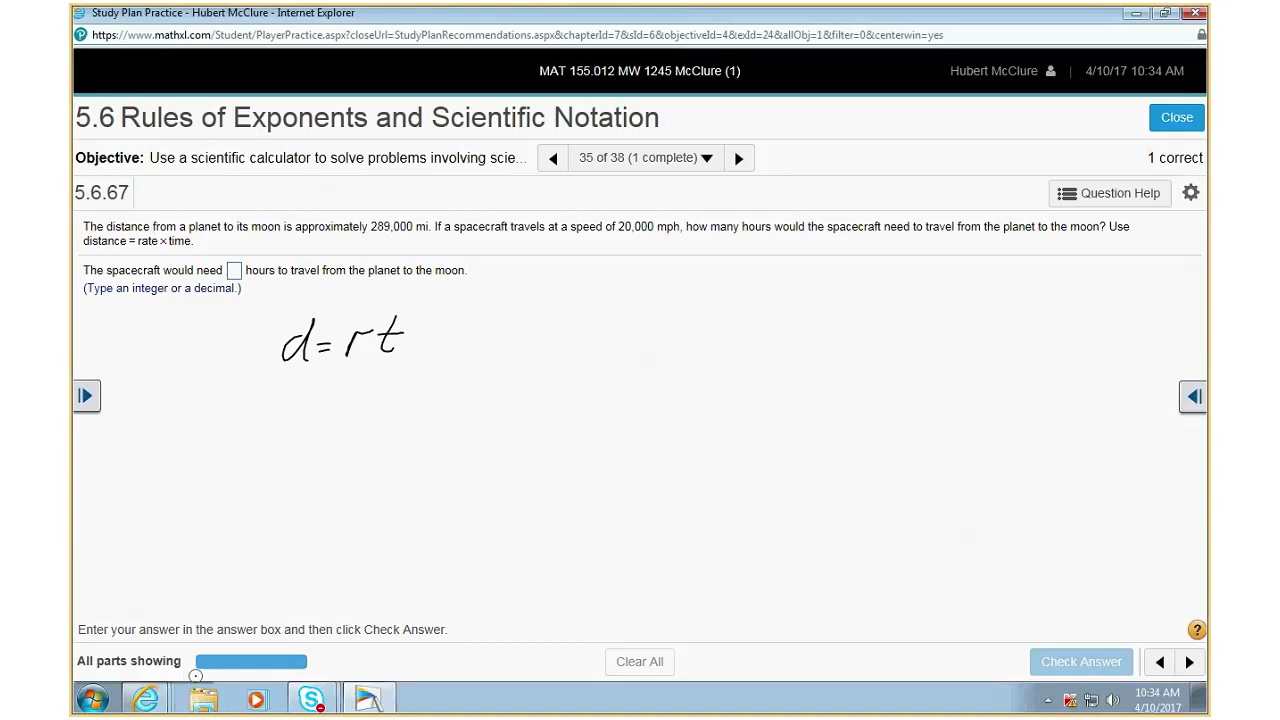 Study Plan Practice - Hubert McClure - Internet Explorer
https://www.mathxl.com/Student/PlayerPractice.aspx?closeUrl=StudyPlanRecommendations.aspx&chapterId=7&sId=6&objectiveId=4&exId=24&allObj=1&filter=0&centerwin=yes
MAT 155.012 MW 1245 McClure (1)
Hubert McClure | 4/10/17 10:34 AM
5.6 Rules of Exponents and Scientific Notation
Close
Objective: Use a scientific calculator to solve problems involving scie...
35 of 38 (1 complete)
1 correct
5.6.67
Question Help
The distance from a planet to its moon is approximately 289,000 mi. If a spacecraft travels at a speed of 20,000 mph, how many hours would the spacecraft need to travel from the planet to the moon? Use
distance = rate × time.
The spacecraft would need hours to travel from the planet to the moon.
(Type an integer or a decimal.)
d = r t
Enter your answer in the answer box and then click Check Answer.
?
All parts showing
Clear All
Check Answer
10:34 AM
4/10/2017